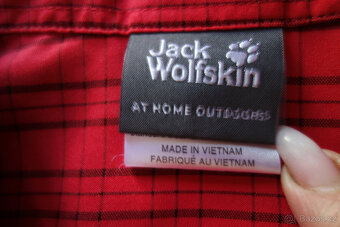 Jack
Wolfskin
AT HOME OUTDOORS
MADE IN VIETNAM
FABRIQUÉ AU VIETNAM